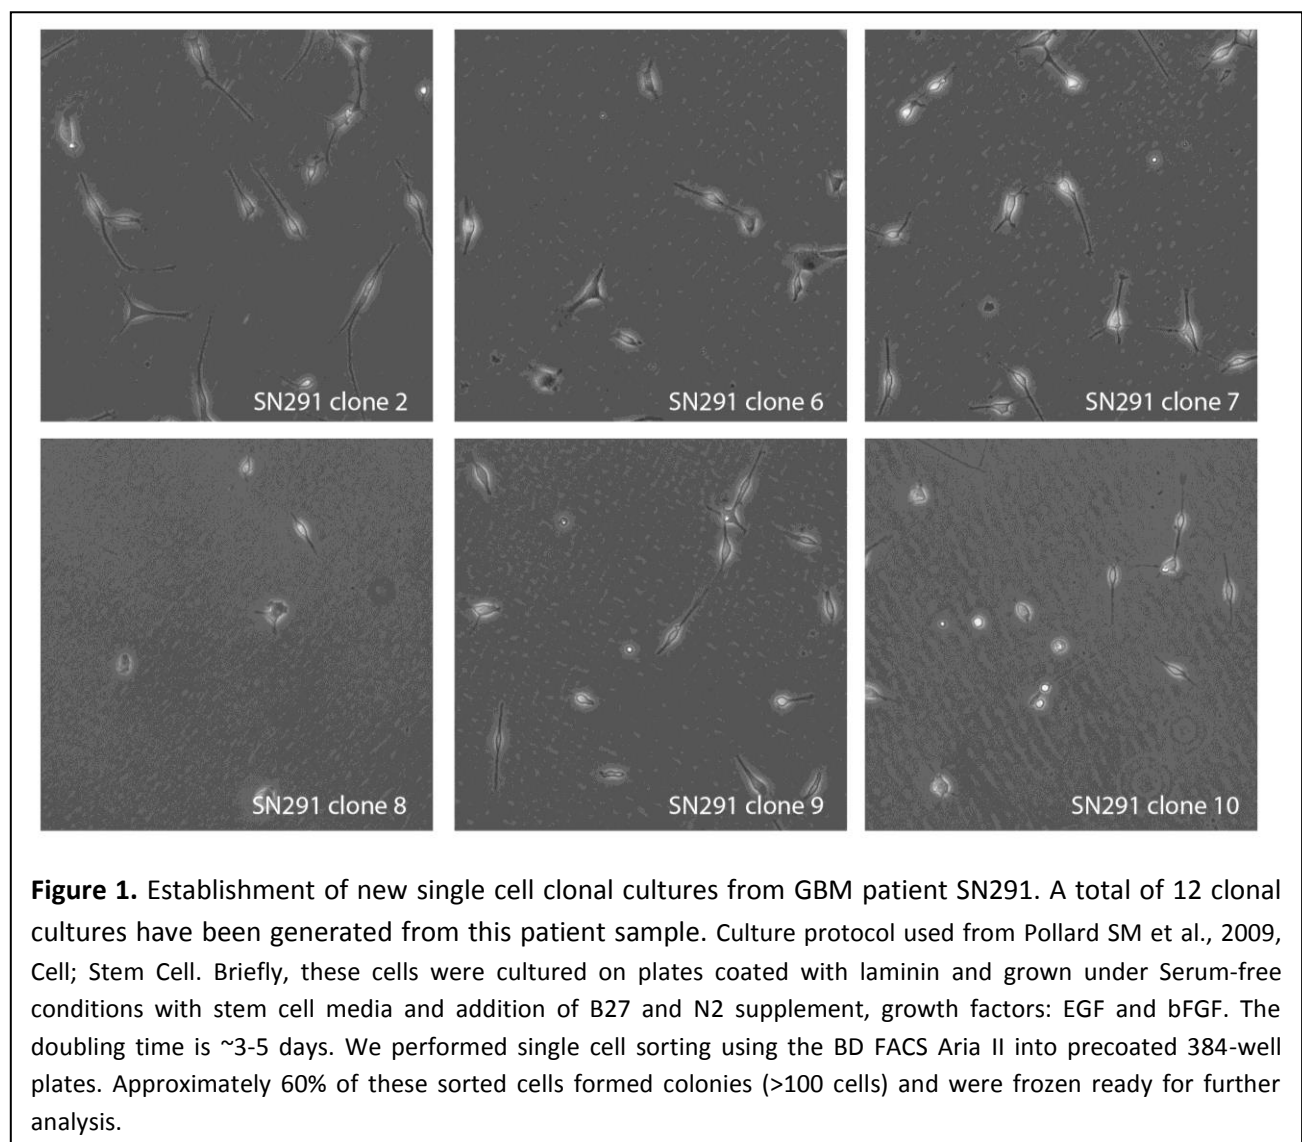 SN291 clone 2
SN291 clone 6
SN291 clone 7
SN291 clone 8
SN291 clone 9
SN291 clone 10
Figure 1. Establishment of new single cell clonal cultures from GBM patient SN291. A total of 12 clonal
cultures have been generated from this patient sample. Culture protocol used from Pollard SM et al., 2009,
Cell; Stem Cell. Briefly, these cells were cultured on plates coated with laminin and grown under Serum-free
conditions with stem cell media and addition of B27 and N2 supplement, growth factors: EGF and bFGF. The
doubling time is ~3-5 days. We performed single cell sorting using the BD FACS Aria II into precoated 384-well
plates. Approximately 60% of these sorted cells formed colonies (>100 cells) and were frozen ready for further
analysis.